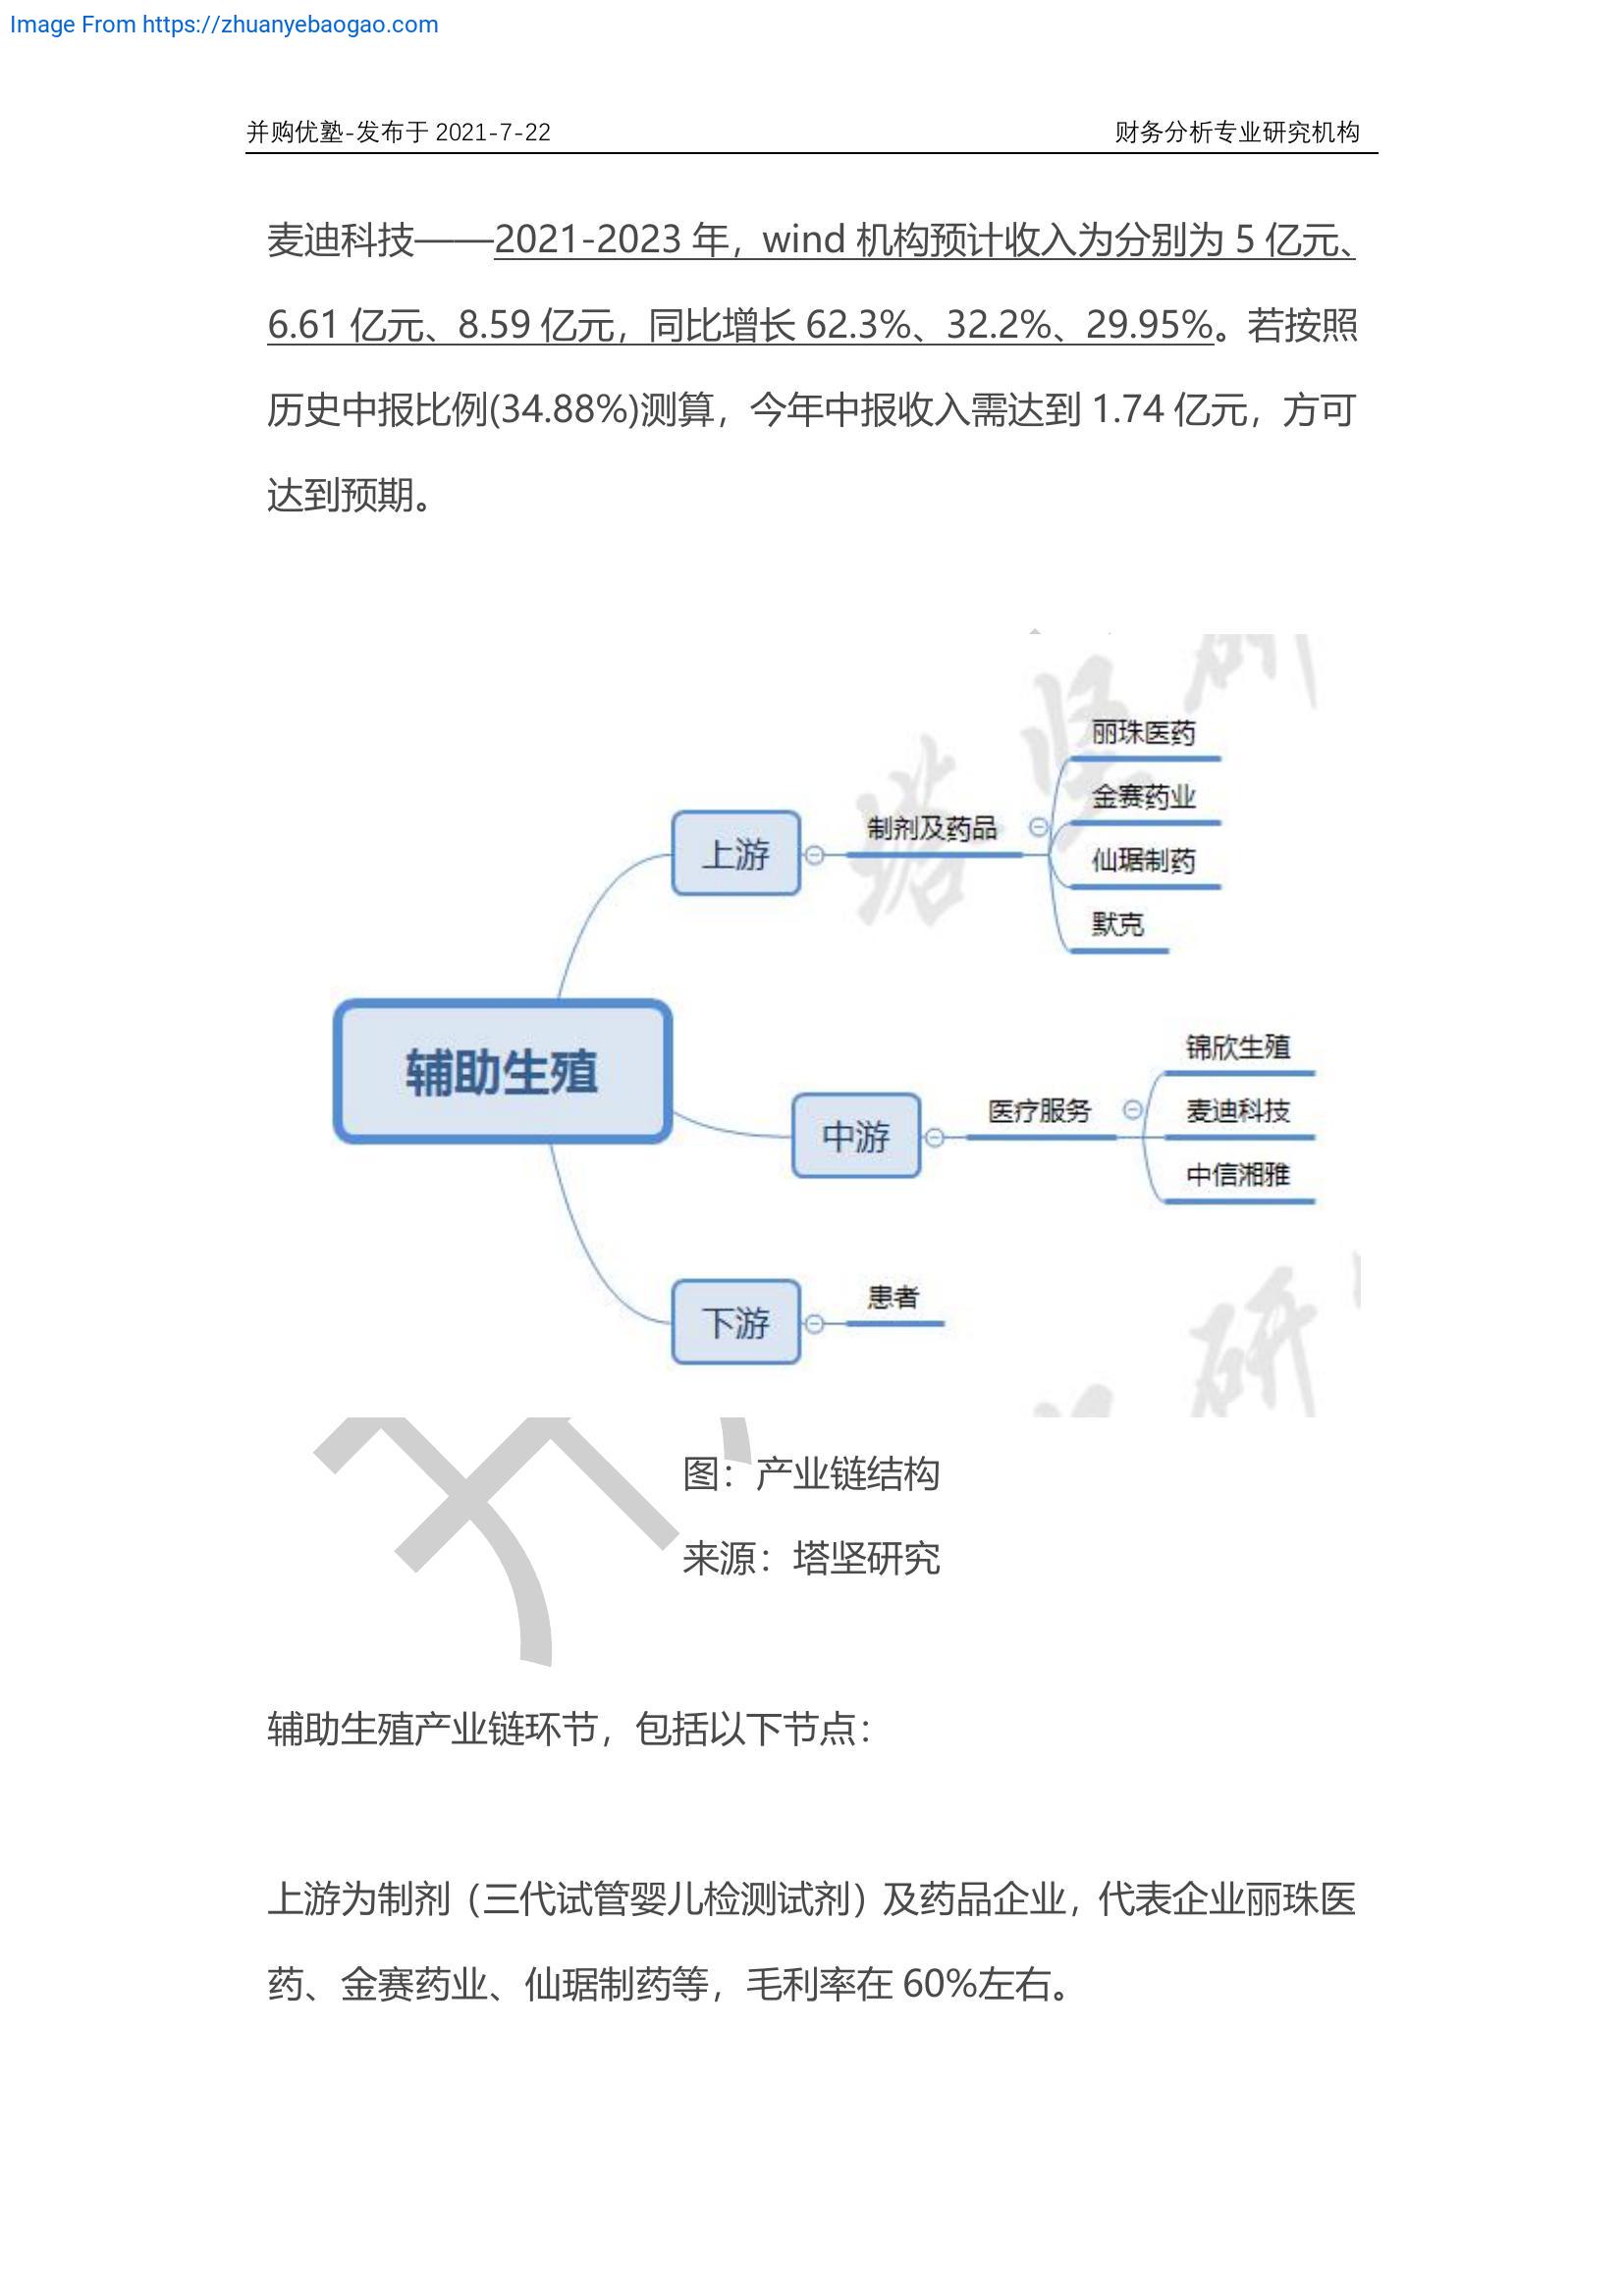 Image From https://zhuanyebaogao.com
并购优塾-发布于 2021-7-22 财务分析专业研究机构
麦迪科技——2021-2023 年，wind 机构预计收入为分别为 5 亿元、
6.61 亿元、8.59 亿元，同比增长 62.3%、32.2%、29.95%。若按照
历史中报比例(34.88%)测算，今年中报收入需达到 1.74 亿元，方可
达到预期。
丽珠医药
金赛药业
上游
制剂及药品
仙琚制药
默克
辅助生殖
锦欣生殖
中游
医疗服务
麦迪科技
中信湘雅
下游
患者
塔坚研
研
图：产业链结构
来源：塔坚研究
辅助生殖产业链环节，包括以下节点：
上游为制剂（三代试管婴儿检测试剂）及药品企业，代表企业丽珠医
药、金赛药业、仙琚制药等，毛利率在 60%左右。